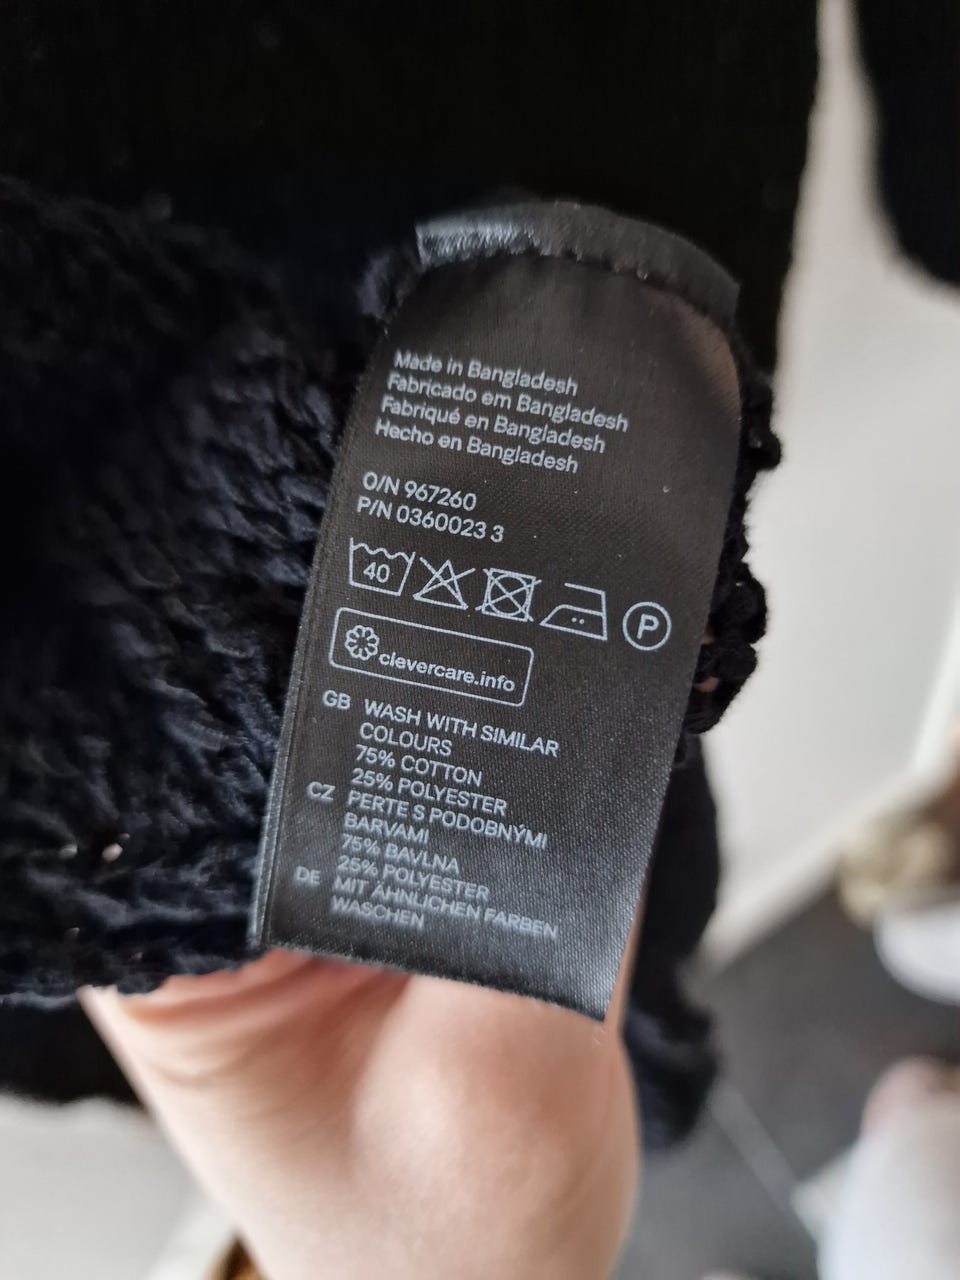 Made in Bangladesh
Fabricado em Bangladesh
Fabriqué en Bangladesh
Hecho en Bangladesh
O/N 967260
P/N 0360023 3
40 P
clevercare.info
GB WASH WITH SIMILAR
COLOURS
75% COTTON
25% POLYESTER
CZ PERTE S PODOBNÝMI
BARVAMI
75% BAVLNA
25% POLYESTER
DE MIT ÄHNLICHEN FARBEN
WASCHEN